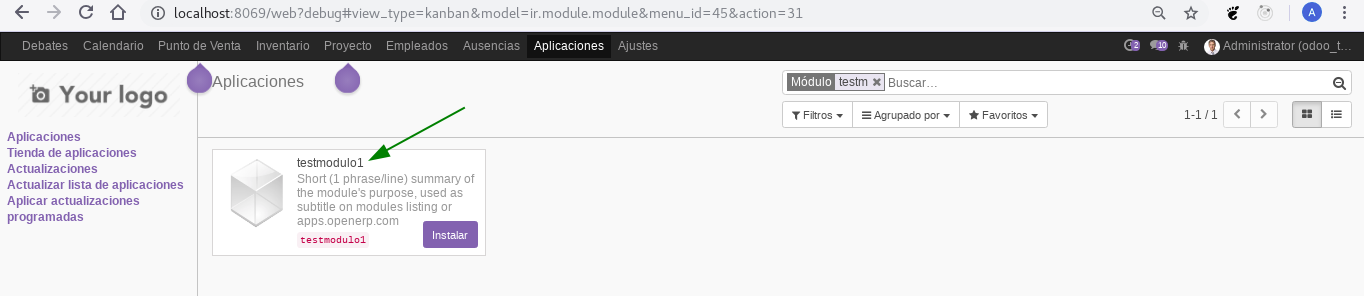 localhost:8069/web?debug#view_type=kanban&model=ir.module.module&menu_id=45&action=31
A
Debates Calendario Punto de Venta Inventario Proyecto Empleados Ausencias Aplicaciones Ajustes 2 10 Administrator (odoo_t…
Your logo
Aplicaciones
Módulo testm Buscar…
Filtros Agrupado por Favoritos 1-1 / 1
Aplicaciones
Tienda de aplicaciones
Actualizaciones
Actualizar lista de aplicaciones
Aplicar actualizaciones
programadas
testmodulo1
Short (1 phrase/line) summary of
the module's purpose, used as
subtitle on modules listing or
apps.openerp.com
testmodulo1
Instalar